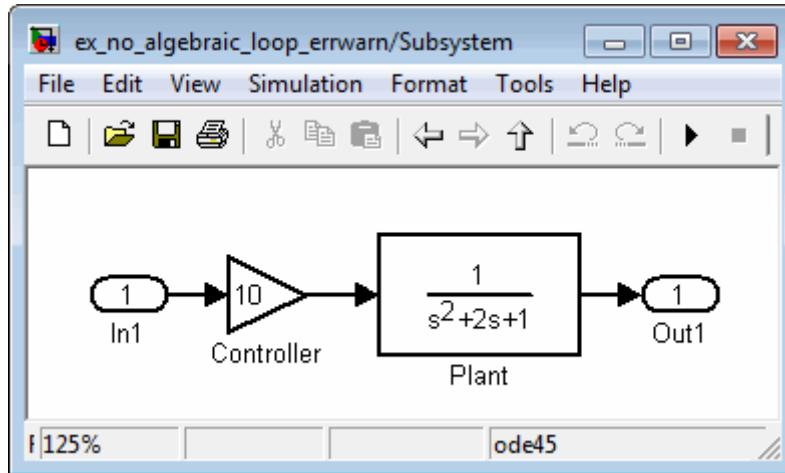 ex_no_algebraic_loop_errwarn/Subsystem
File Edit View Simulation Format Tools Help
1
In1
10
Controller
1
s²+2s+1
Plant
1
Out1
125% ode45